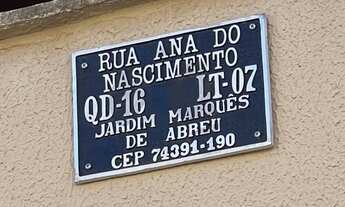 RUA ANA DO
NASCIMENTO
QD-16 LT-07
JARDIM MARQUÊS
DE ABREU
CEP 74391-190